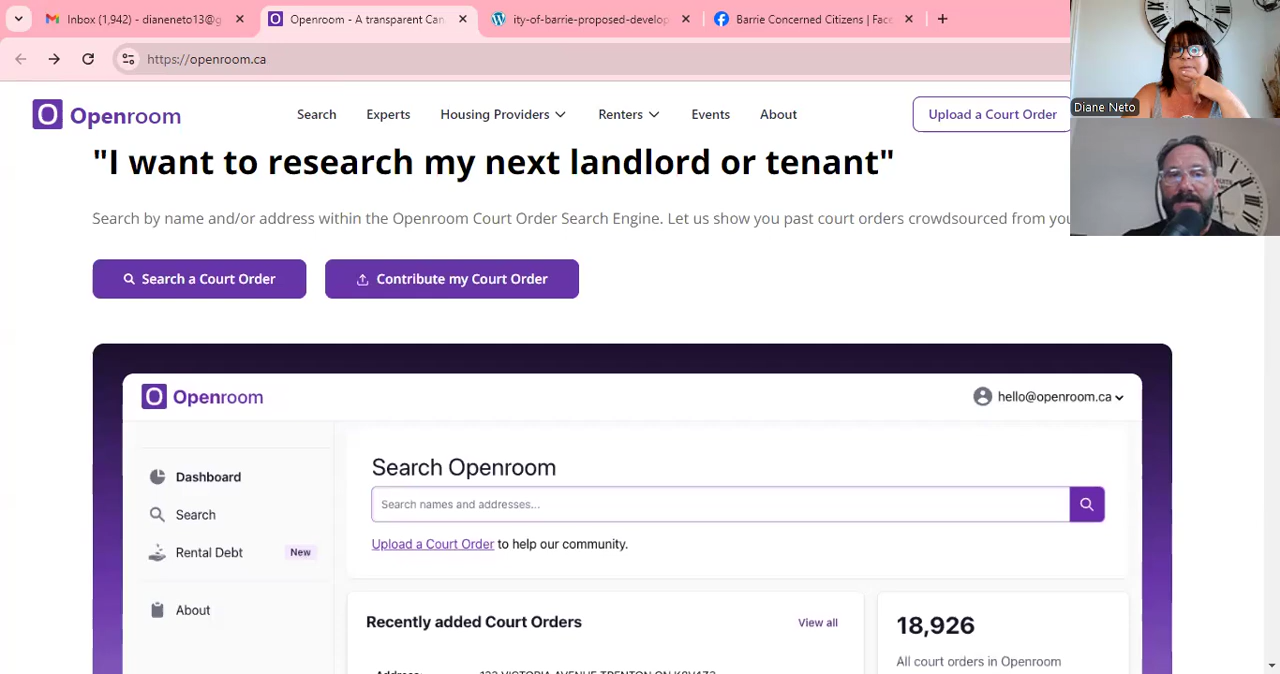 Inbox (1,942) - dianeneto13@g
Openroom - A transparent Can
ity-of-barrie-proposed-develop
Barrie Concerned Citizens | Fac
https://openroom.ca
Diane Neto
Openroom
Search
Experts
Housing Providers
Renters
Events
About
Upload a Court Order
"I want to research my next landlord or tenant"
Search by name and/or address within the Openroom Court Order Search Engine. Let us show you past court orders crowdsourced from you
Search a Court Order
Contribute my Court Order
Openroom
hello@openroom.ca
Dashboard
Search
Rental Debt New
About
Search Openroom
Search names and addresses...
Upload a Court Order to help our community.
Recently added Court Orders
View all
18,926
All court orders in Openroom
Address